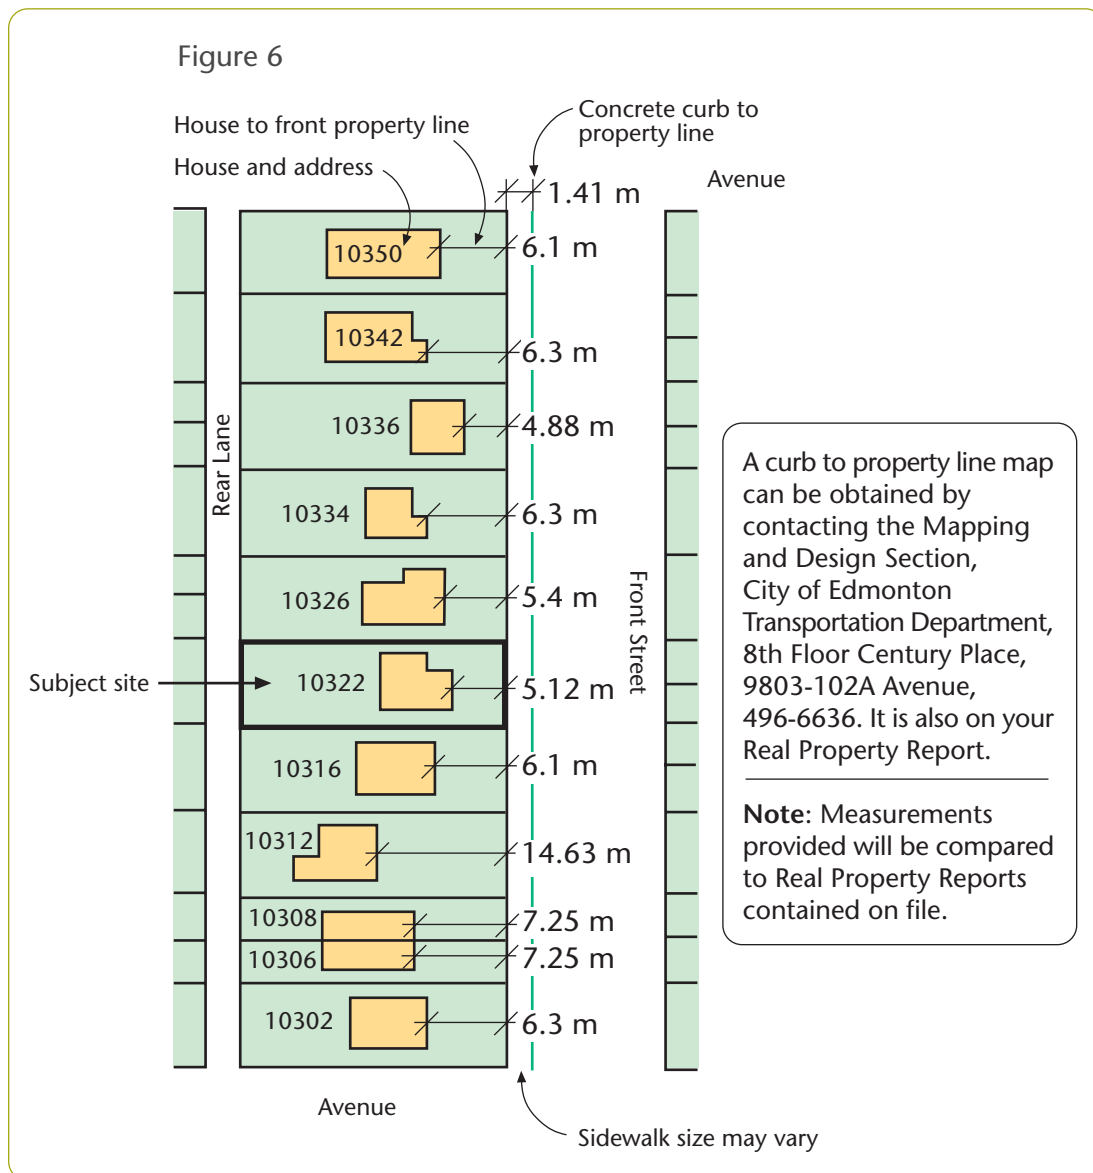 Figure 6
Concrete curb to
property line
House to front property line
House and address
Avenue
1.41 m
10350
6.1 m
10342
6.3 m
10336
4.88 m
Rear Lane
10334
6.3 m
10326
5.4 m
Front Street
Subject site
10322
5.12 m
10316
6.1 m
10312
14.63 m
10308
7.25 m
10306
7.25 m
10302
6.3 m
Avenue
Sidewalk size may vary
A curb to property line map
can be obtained by
contacting the Mapping
and Design Section,
City of Edmonton
Transportation Department,
8th Floor Century Place,
9803-102A Avenue,
496-6636. It is also on your
Real Property Report.
Note: Measurements
provided will be compared
to Real Property Reports
contained on file.